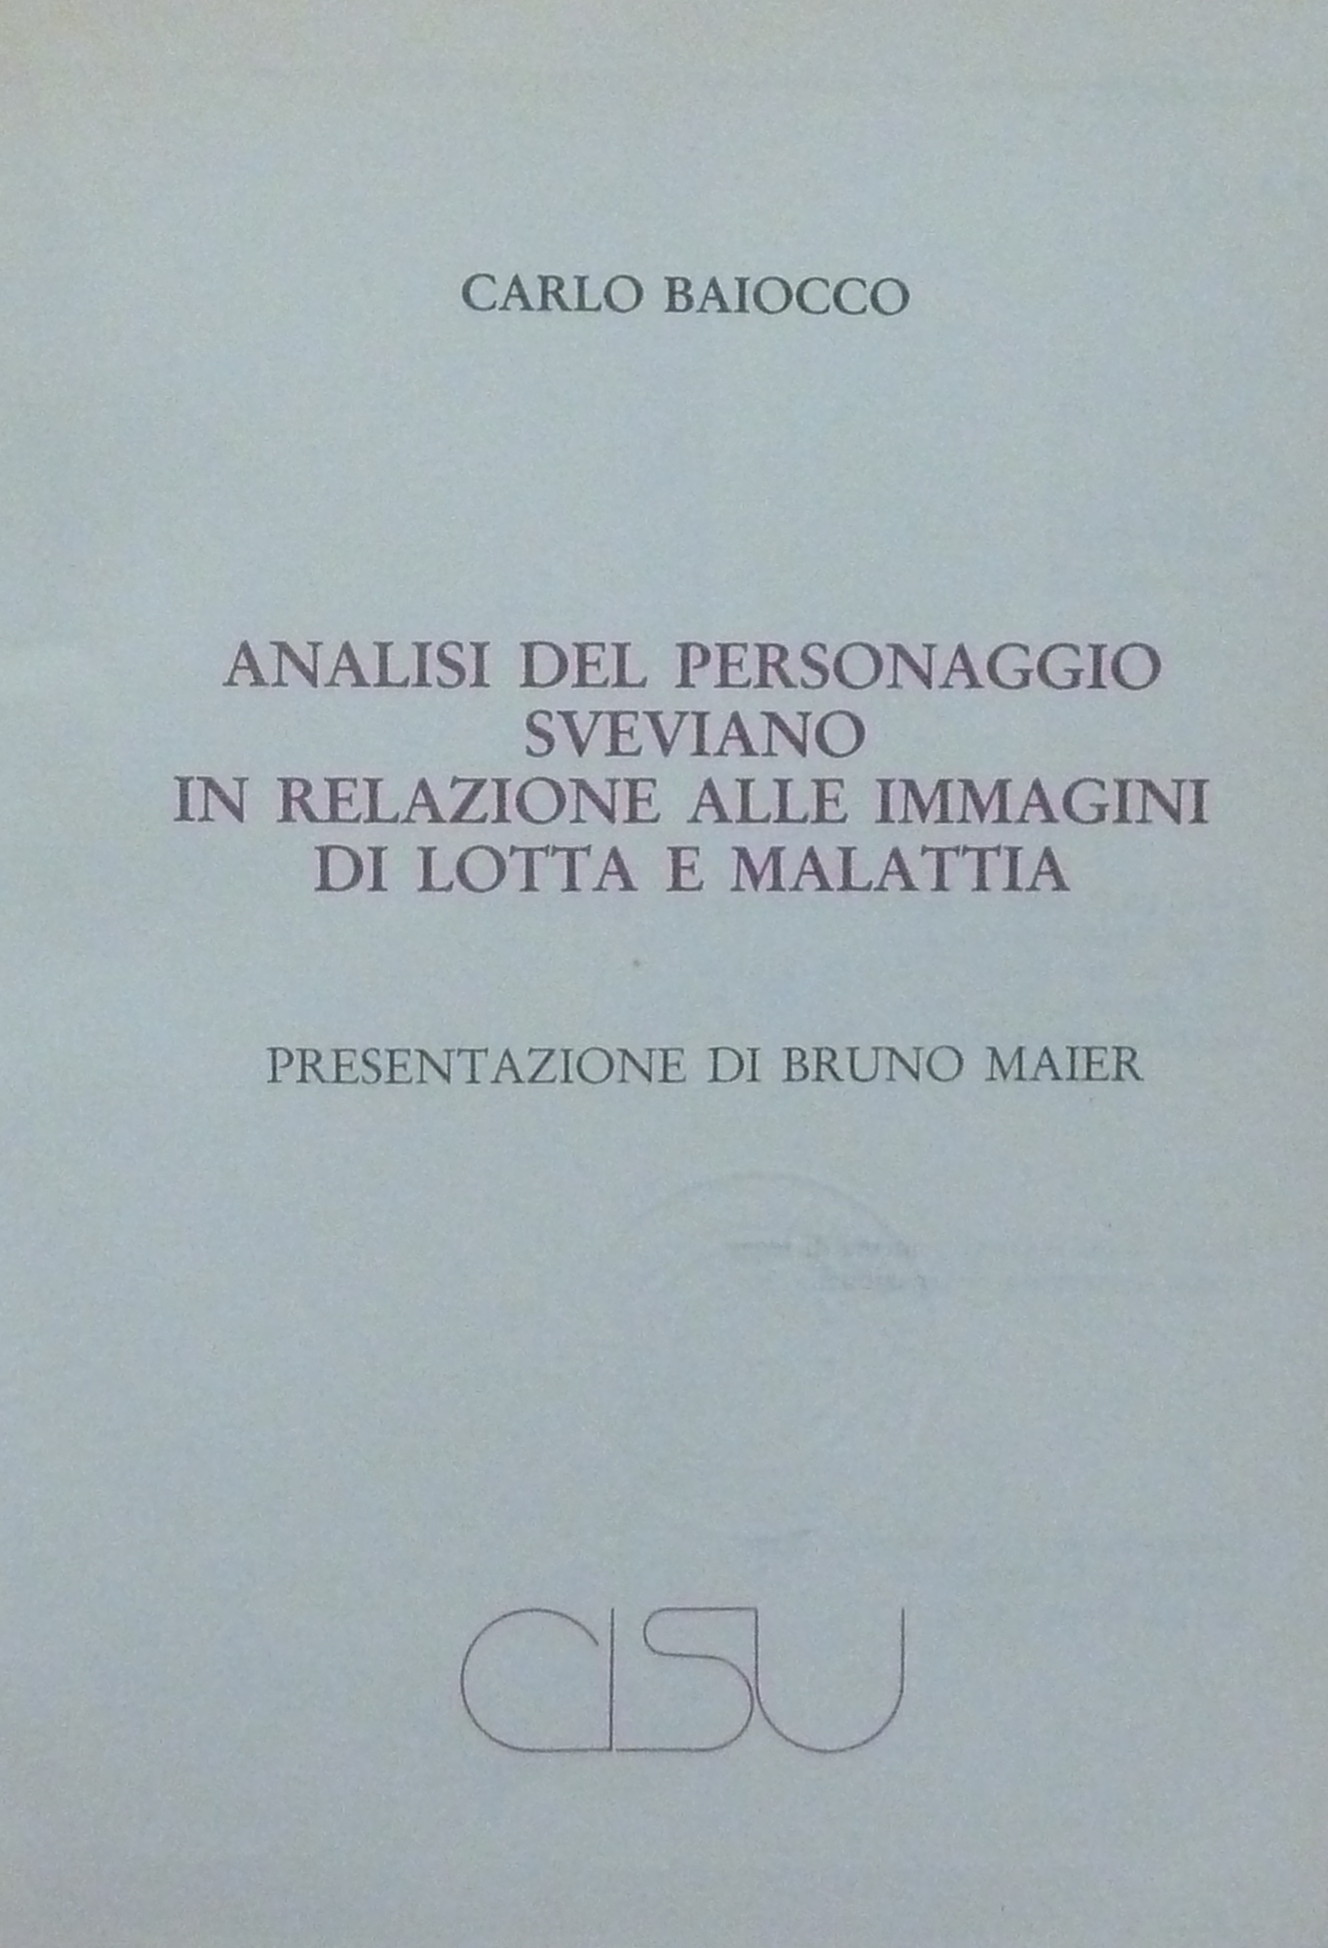 CARLO BAIOCCO
ANALISI DEL PERSONAGGIO
SVEVIANO
IN RELAZIONE ALLE IMMAGINI
DI LOTTA E MALATTIA
PRESENTAZIONE DI BRUNO MAIER
CISU